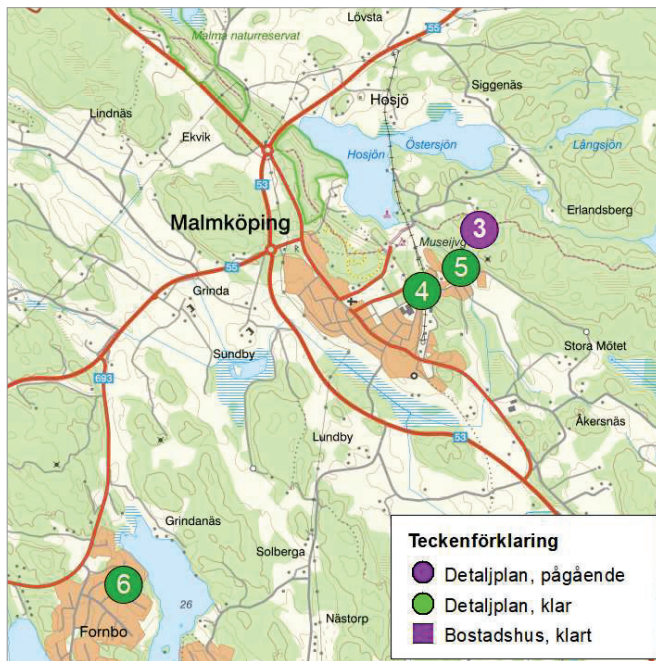 Lövsta
55
Malma naturreservat
Siggenäs
Hosjö
Lindnäs
Ekvik
Östersjön
Långsjön
Hosjön
53
Erlandsberg
Malmköping
3
Museijvg
R
5
55
4
Grinda
Stora Mötet
Sundby
693
Åkersnäs
Lundby
53
Grindanäs
Solberga
6
26
Fornbo
Nästorp
Teckenförklaring
Detaljplan, pågående
Detaljplan, klar
Bostadshus, klart